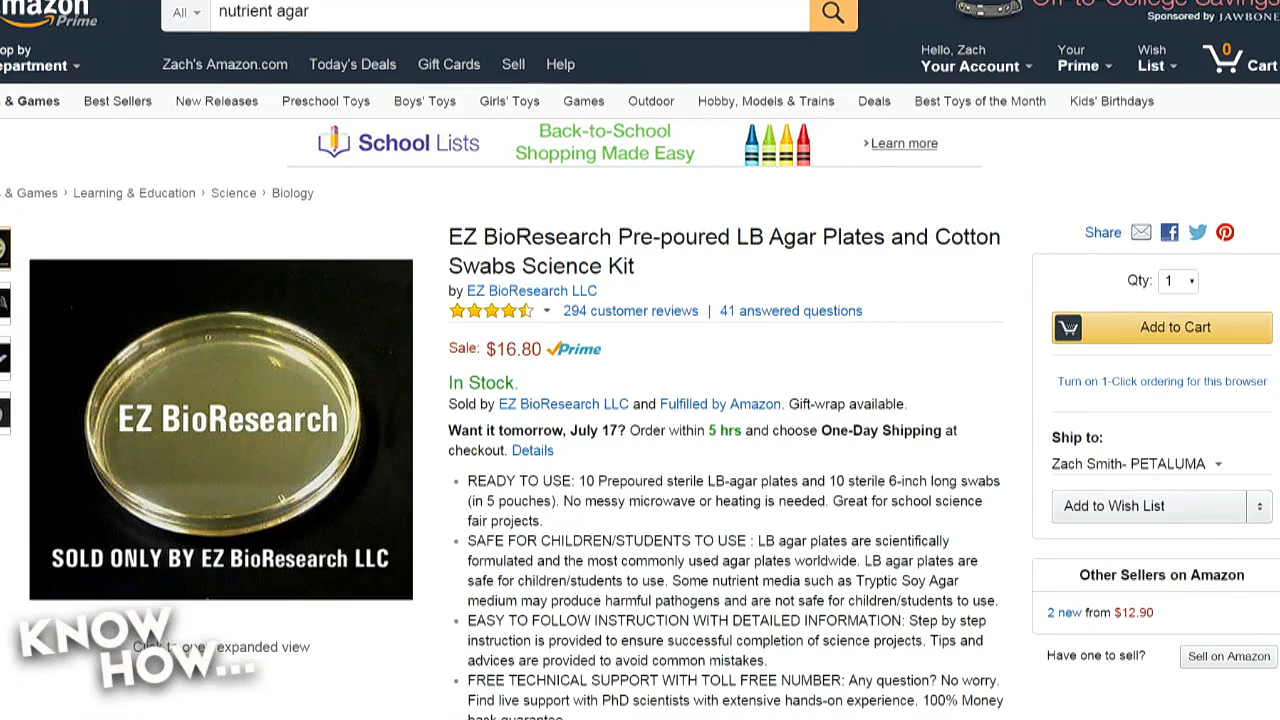 amazon
Prime
All
nutrient agar
Off-to-College Savings
Sponsored by JAWBONE
op by
epartment
Zach's Amazon.com Today's Deals Gift Cards Sell Help
Hello, Zach
Your Account
Your
Prime
Wish
List
0
Cart
& Games Best Sellers New Releases Preschool Toys Boys' Toys Girls' Toys Games Outdoor Hobby, Models & Trains Deals Best Toys of the Month Kids' Birthdays
School Lists
Back-to-School
Shopping Made Easy
Learn more
& Games › Learning & Education › Science › Biology
EZ BioResearch
SOLD ONLY BY EZ BioResearch LLC
Click to open expanded view
KNOW
HOW...
EZ BioResearch Pre-poured LB Agar Plates and Cotton
Swabs Science Kit
by EZ BioResearch LLC
294 customer reviews | 41 answered questions
Sale: $16.80 Prime
In Stock.
Sold by EZ BioResearch LLC and Fulfilled by Amazon. Gift-wrap available.
Want it tomorrow, July 17? Order within 5 hrs and choose One-Day Shipping at
checkout. Details
READY TO USE: 10 Prepoured sterile LB-agar plates and 10 sterile 6-inch long swabs
(in 5 pouches). No messy microwave or heating is needed. Great for school science
fair projects.
SAFE FOR CHILDREN/STUDENTS TO USE : LB agar plates are scientifically
formulated and the most commonly used agar plates worldwide. LB agar plates are
safe for children/students to use. Some nutrient media such as Tryptic Soy Agar
medium may produce harmful pathogens and are not safe for children/students to use.
EASY TO FOLLOW INSTRUCTION WITH DETAILED INFORMATION: Step by step
instruction is provided to ensure successful completion of science projects. Tips and
advices are provided to avoid common mistakes.
FREE TECHNICAL SUPPORT WITH TOLL FREE NUMBER: Any question? No worry.
Find live support with PhD scientists with extensive hands-on experience. 100% Money
back guarantee
Share
Qty: 1
Add to Cart
Turn on 1-Click ordering for this browser
Ship to:
Zach Smith- PETALUMA
Add to Wish List
Other Sellers on Amazon
2 new from $12.90
Have one to sell?
Sell on Amazon